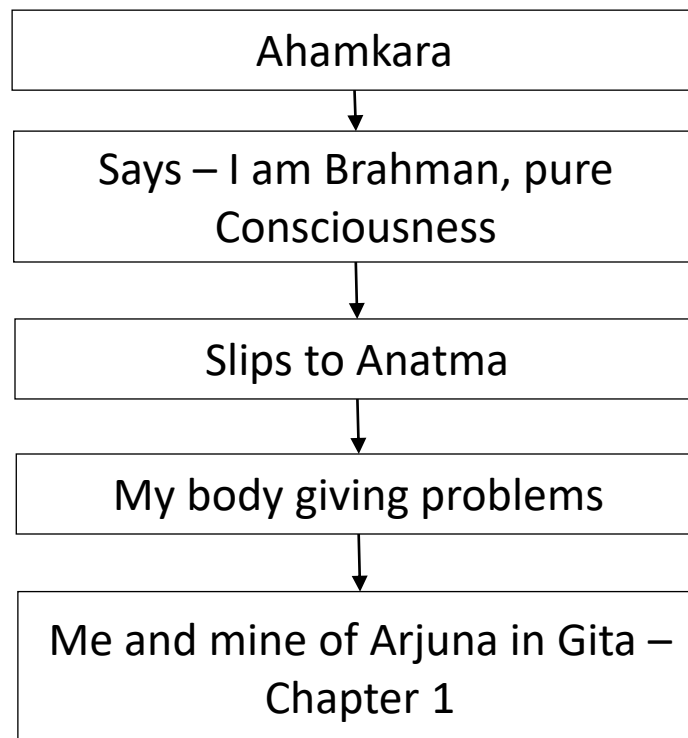 Ahamkara
Says – I am Brahman, pure
Consciousness
Slips to Anatma
My body giving problems
Me and mine of Arjuna in Gita –
Chapter 1